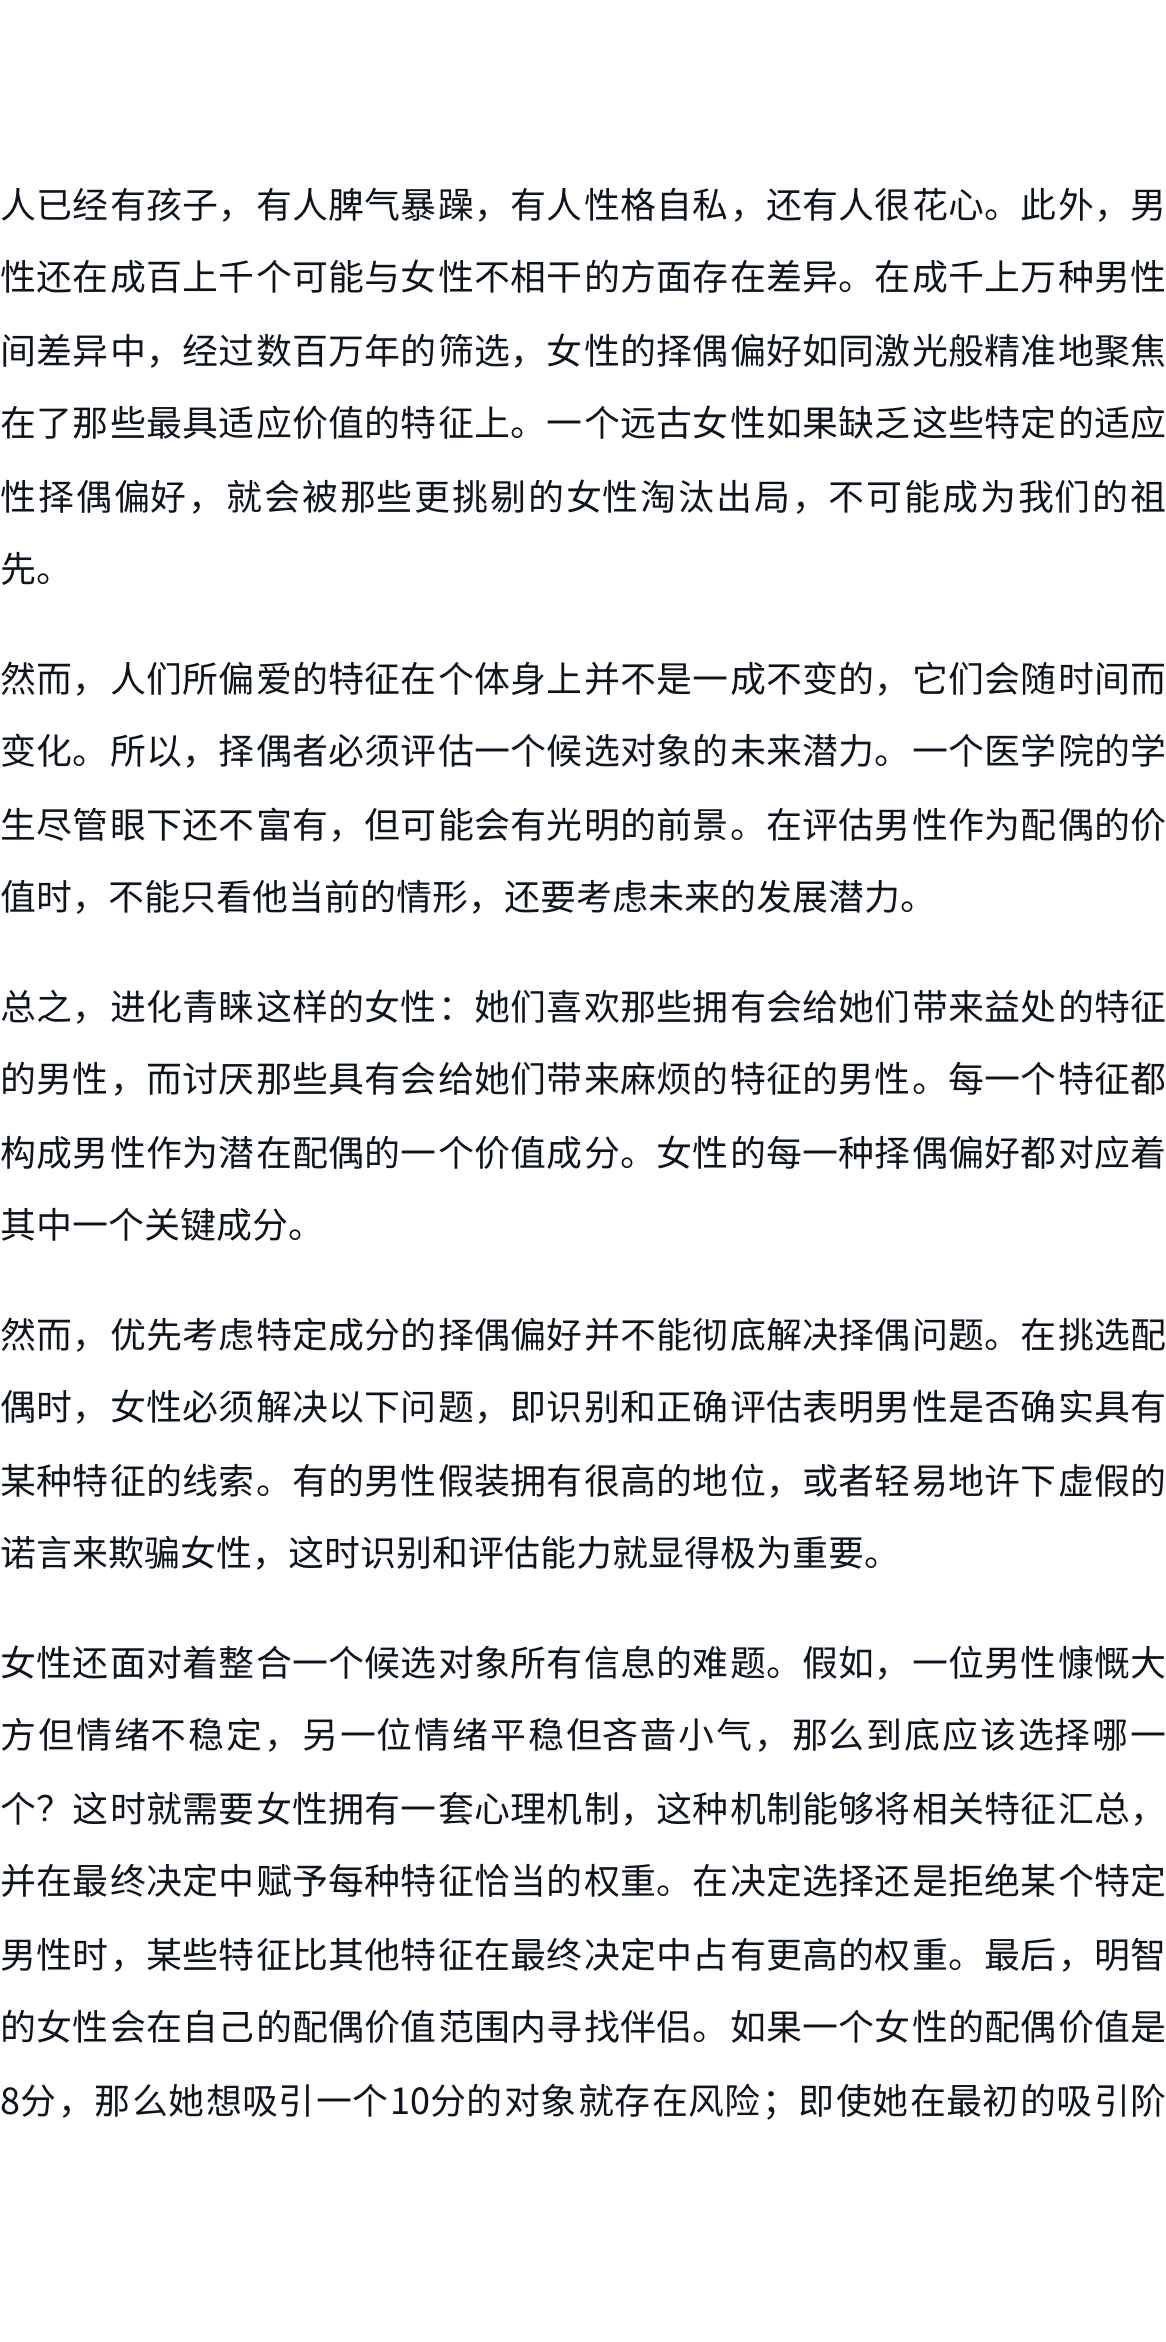 人已经有孩子，有人脾气暴躁，有人性格自私，还有人很花心。此外，男
性还在成百上千个可能与女性不相干的方面存在差异。在成千上万种男性
间差异中，经过数百万年的筛选，女性的择偶偏好如同激光般精准地聚焦
在了那些最具适应价值的特征上。一个远古女性如果缺乏这些特定的适应
性择偶偏好，就会被那些更挑剔的女性淘汰出局，不可能成为我们的祖
先。
然而，人们所偏爱的特征在个体身上并不是一成不变的，它们会随时间而
变化。所以，择偶者必须评估一个候选对象的未来潜力。一个医学院的学
生尽管眼下还不富有，但可能会有光明的前景。在评估男性作为配偶的价
值时，不能只看他当前的情形，还要考虑未来的发展潜力。
总之，进化青睐这样的女性：她们喜欢那些拥有会给她们带来益处的特征
的男性，而讨厌那些具有会给她们带来麻烦的特征的男性。每一个特征都
构成男性作为潜在配偶的一个价值成分。女性的每一种择偶偏好都对应着
其中一个关键成分。
然而，优先考虑特定成分的择偶偏好并不能彻底解决择偶问题。在挑选配
偶时，女性必须解决以下问题，即识别和正确评估表明男性是否确实具有
某种特征的线索。有的男性假装拥有很高的地位，或者轻易地许下虚假的
诺言来欺骗女性，这时识别和评估能力就显得极为重要。
女性还面对着整合一个候选对象所有信息的难题。假如，一位男性慷慨大
方但情绪不稳定，另一位情绪平稳但吝啬小气，那么到底应该选择哪一
个？这时就需要女性拥有一套心理机制，这种机制能够将相关特征汇总，
并在最终决定中赋予每种特征恰当的权重。在决定选择还是拒绝某个特定
男性时，某些特征比其他特征在最终决定中占有更高的权重。最后，明智
的女性会在自己的配偶价值范围内寻找伴侣。如果一个女性的配偶价值是
8分，那么她想吸引一个10分的对象就存在风险；即使她在最初的吸引阶